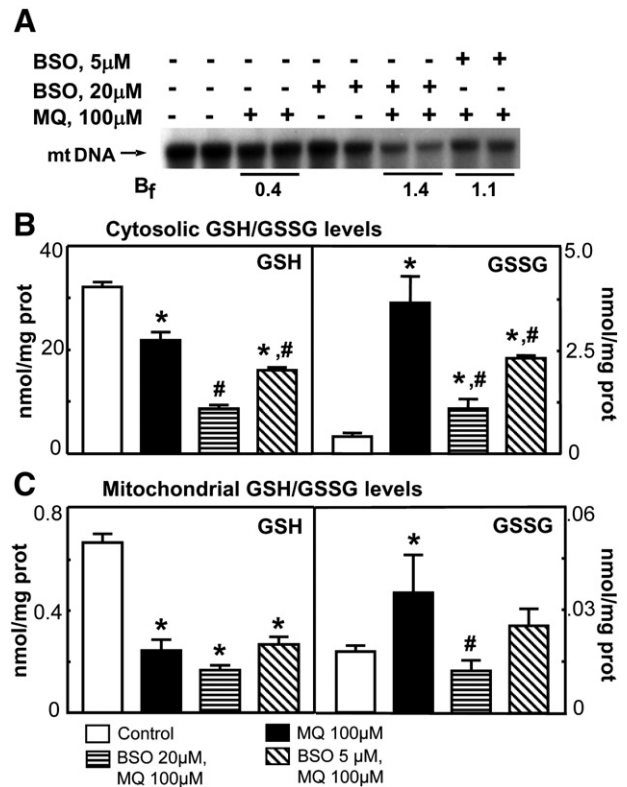 A
BSO, 5μM - - - - - - - - + +
BSO, 20μM - - - - + + + + - -
MQ, 100μM - - + + - - + + + +
mt DNA →
Bf 0.4 1.4 1.1
B Cytosolic GSH/GSSG levels
GSH GSSG
40 20 0
nmol/mg prot
* # *,#
* *,# *,#
5.0 2.5 0
nmol/mg prot
C Mitochondrial GSH/GSSG levels
GSH GSSG
0.8 0.4 0
nmol/mg prot
* * *
* #
.06 .03 0
nmol/mg prot
Control MQ 100μM
BSO 20μM, BSO 5 μM,
MQ 100μM MQ 100μM